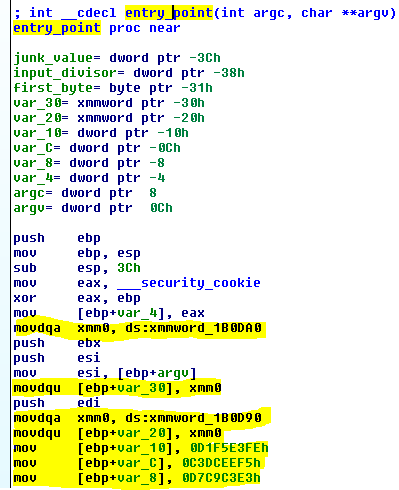 ; int __cdecl entry_point(int argc, char **argv)
entry_point proc near
junk_value= dword ptr -3Ch
input_divisor= dword ptr -38h
first_byte= byte ptr -31h
var_30= xmmword ptr -30h
var_20= xmmword ptr -20h
var_10= dword ptr -10h
var_C= dword ptr -0Ch
var_8= dword ptr -8
var_4= dword ptr -4
argc= dword ptr  8
argv= dword ptr  0Ch
push    ebp
mov     ebp, esp
sub     esp, 3Ch
mov     eax, ___security_cookie
xor     eax, ebp
mov     [ebp+var_4], eax
movdqa  xmm0, ds:xmmword_1B0DA0
push    ebx
push    esi
mov     esi, [ebp+argv]
movdqu  [ebp+var_30], xmm0
push    edi
movdqa  xmm0, ds:xmmword_1B0D90
movdqu  [ebp+var_20], xmm0
mov     [ebp+var_10], 0D1F5E3FEh
mov     [ebp+var_C], 0C3DCEEF5h
mov     [ebp+var_8], 0D7C9C3E3h